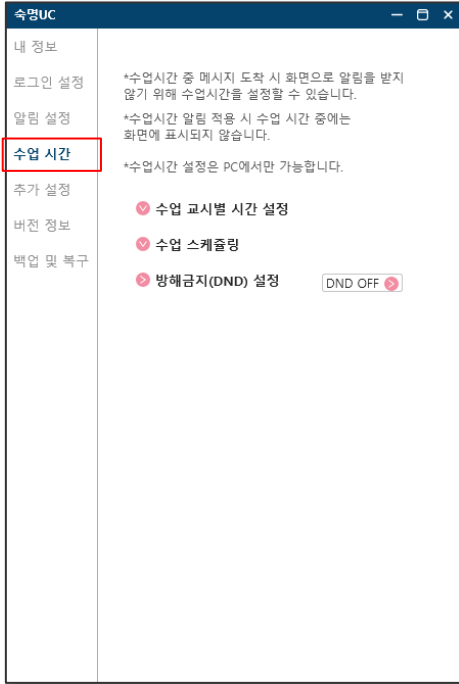 숙명UC
내 정보
로그인 설정
알림 설정
수업 시간
추가 설정
버전 정보
백업 및 복구
*수업시간 중 메시지 도착 시 화면으로 알림을 받지
않기 위해 수업시간을 설정할 수 있습니다.
*수업시간 알림 적용 시 수업 시간 중에는
화면에 표시되지 않습니다.
*수업시간 설정은 PC에서만 가능합니다.
수업 교시별 시간 설정
수업 스케쥴링
방해금지(DND) 설정
DND OFF